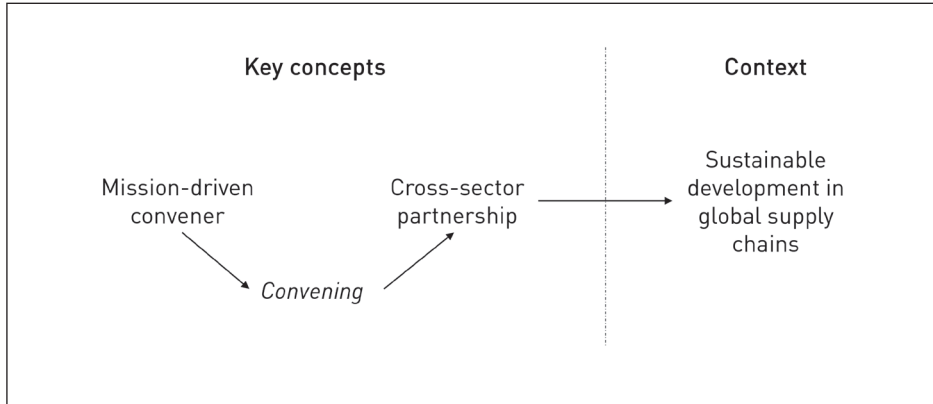 Key concepts
Context
Mission-driven
convener
Cross-sector
partnership
Convening
Sustainable
development in
global supply
chains